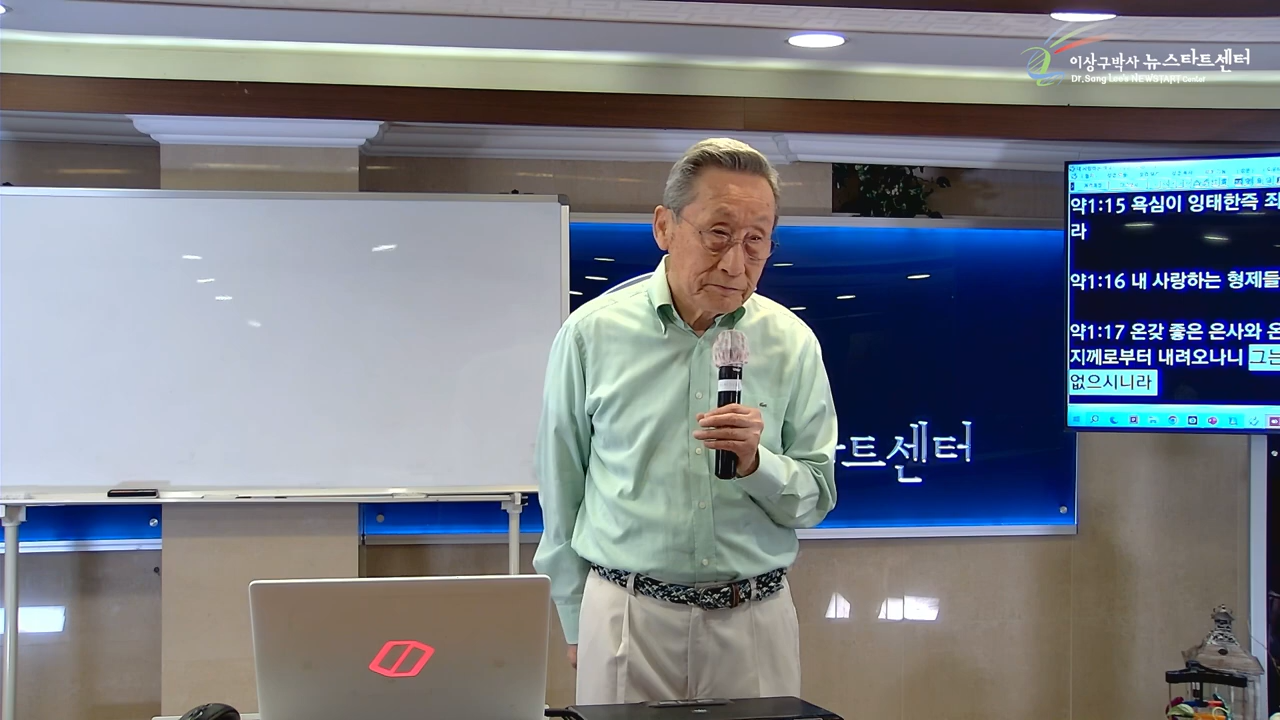 이상구박사 뉴스타트센터
Dr.Sang Lee's NEWSTART Center
약1:15 욕심이 잉태한즉 죄
라
약1:16 내 사랑하는 형제들
약1:17 온갖 좋은 은사와 온
지께로부터 내려오나니 그는
없으시니라
타트센터